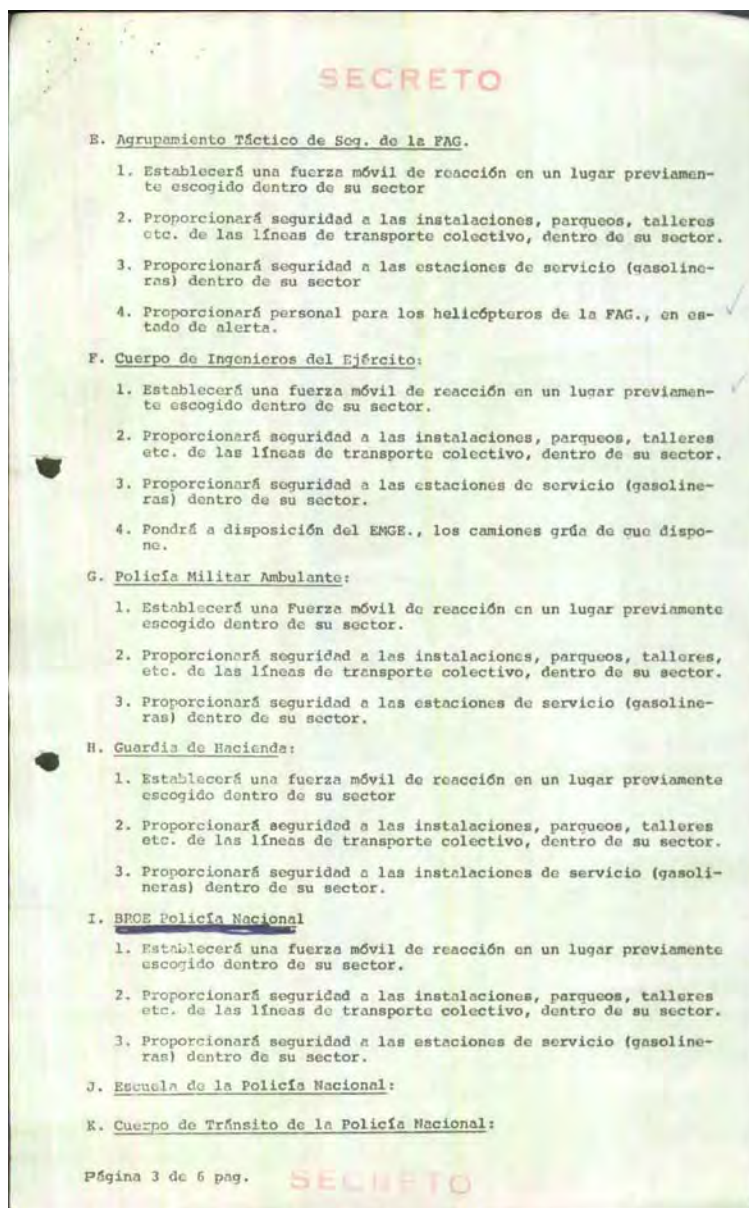 SECRETO
E. Agrupamiento Táctico de Seg. de la FAG.
1. Establecerá una fuerza móvil de reacción en un lugar previamen-
te escogido dentro de su sector
2. Proporcionará seguridad a las instalaciones, parqueos, talleres
etc. de las líneas de transporte colectivo, dentro de su sector.
3. Proporcionará seguridad a las estaciones de servicio (gasoline-
ras) dentro de su sector
4. Proporcionará personal para los helicópteros de la FAG., en es-
tado de alerta.
F. Cuerpo de Ingenieros del Ejército:
1. Establecerá una fuerza móvil de reacción en un lugar previamen-
te escogido dentro de su sector.
2. Proporcionará seguridad a las instalaciones, parqueos, talleres
etc. de las líneas de transporte colectivo, dentro de su sector.
3. Proporcionará seguridad a las estaciones de servicio (gasoline-
ras) dentro de su sector.
4. Pondrá a disposición del EMGE., los camiones grúa de que dispo-
ne.
G. Policía Militar Ambulante:
1. Establecerá una Fuerza móvil de reacción en un lugar previamente
escogido dentro de su sector.
2. Proporcionará seguridad a las instalaciones, parqueos, talleres,
etc. de las líneas de transporte colectivo, dentro de su sector.
3. Proporcionará seguridad a las estaciones de servicio (gasoline-
ras) dentro de su sector.
H. Guardia de Hacienda:
1. Establecerá una fuerza móvil de reacción en un lugar previamente
escogido dentro de su sector
2. Proporcionará seguridad a las instalaciones, parqueos, talleres
etc. de las líneas de transporte colectivo, dentro de su sector.
3. Proporcionará seguridad a las instalaciones de servicio (gasoli-
neras) dentro de su sector.
I. BROE Policía Nacional
1. Establecerá una fuerza móvil de reacción en un lugar previamente
escogido dentro de su sector.
2. Proporcionará seguridad a las instalaciones, parqueos, talleres
etc. de las líneas de transporte colectivo, dentro de su sector.
3. Proporcionará seguridad a las estaciones de servicio (gasoline-
ras) dentro de su sector.
J. Escuela de la Policía Nacional:
K. Cuerpo de Tránsito de la Policía Nacional:
Página 3 de 6 pag.
SECRETO